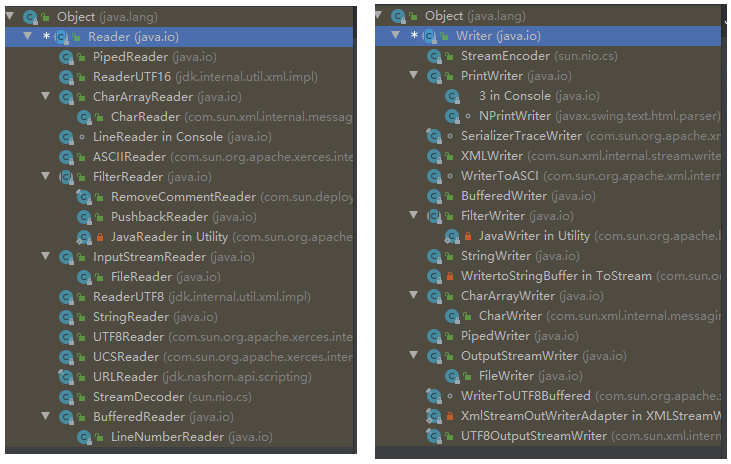 Object (java.lang)
* Reader (java.io)
PipedReader (java.io)
ReaderUTF16 (jdk.internal.util.xml.impl)
CharArrayReader (java.io)
CharReader (com.sun.xml.internal.messag
LineReader in Console (java.io)
ASCIIReader (com.sun.org.apache.xerces.inte
FilterReader (java.io)
RemoveCommentReader (com.sun.deploy
PushbackReader (java.io)
JavaReader in Utility (com.sun.org.apache
InputStreamReader (java.io)
FileReader (java.io)
ReaderUTF8 (jdk.internal.util.xml.impl)
StringReader (java.io)
UTF8Reader (com.sun.org.apache.xerces.inte
UCSReader (com.sun.org.apache.xerces.inte
URLReader (jdk.nashorn.api.scripting)
StreamDecoder (sun.nio.cs)
BufferedReader (java.io)
LineNumberReader (java.io)
Object (java.lang)
* Writer (java.io)
StreamEncoder (sun.nio.cs)
PrintWriter (java.io)
3 in Console (java.io)
NPrintWriter (javax.swing.text.html.parser)
SerializerTraceWriter (com.sun.org.apache.xm
XMLWriter (com.sun.xml.internal.stream.write
WriterToASCI (com.sun.org.apache.xml.intern
BufferedWriter (java.io)
FilterWriter (java.io)
JavaWriter in Utility (com.sun.org.apache.b
StringWriter (java.io)
WritertoStringBuffer in ToStream (com.sun.o
CharArrayWriter (java.io)
CharWriter (com.sun.xml.internal.messagin
PipedWriter (java.io)
OutputStreamWriter (java.io)
FileWriter (java.io)
WriterToUTF8Buffered (com.sun.org.apache.x
XmlStreamOutWriterAdapter in XMLStreamW
UTF8OutputStreamWriter (com.sun.xml.intern